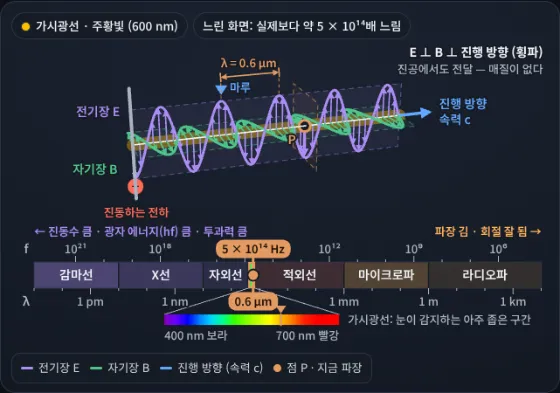 가시광선 · 주황빛 (600 nm)
느린 화면: 실제보다 약 5 × 10¹⁴배 느림
E ⊥ B ⊥ 진행 방향 (횡파)
진공에서도 전달 — 매질이 없다
λ = 0.6 μm
마루
전기장 E
진행 방향
속력 c
P
자기장 B
진동하는 전하
← 진동수 큼 · 광자 에너지(hf) 큼 · 투과력 큼
파장 김 · 회절 잘 됨 →
f 10²¹ 10¹⁸ 5 × 10¹⁴ Hz 10¹² 10⁹ 10⁶
감마선 X선 자외선 적외선 마이크로파 라디오파
λ 1 pm 1 nm 0.6 μm 1 mm 1 m 1 km
가시광선: 눈이 감지하는 아주 좁은 구간
400 nm 보라 700 nm 빨강
전기장 E 자기장 B 진행 방향 (속력 c) 점 P · 지금 파장